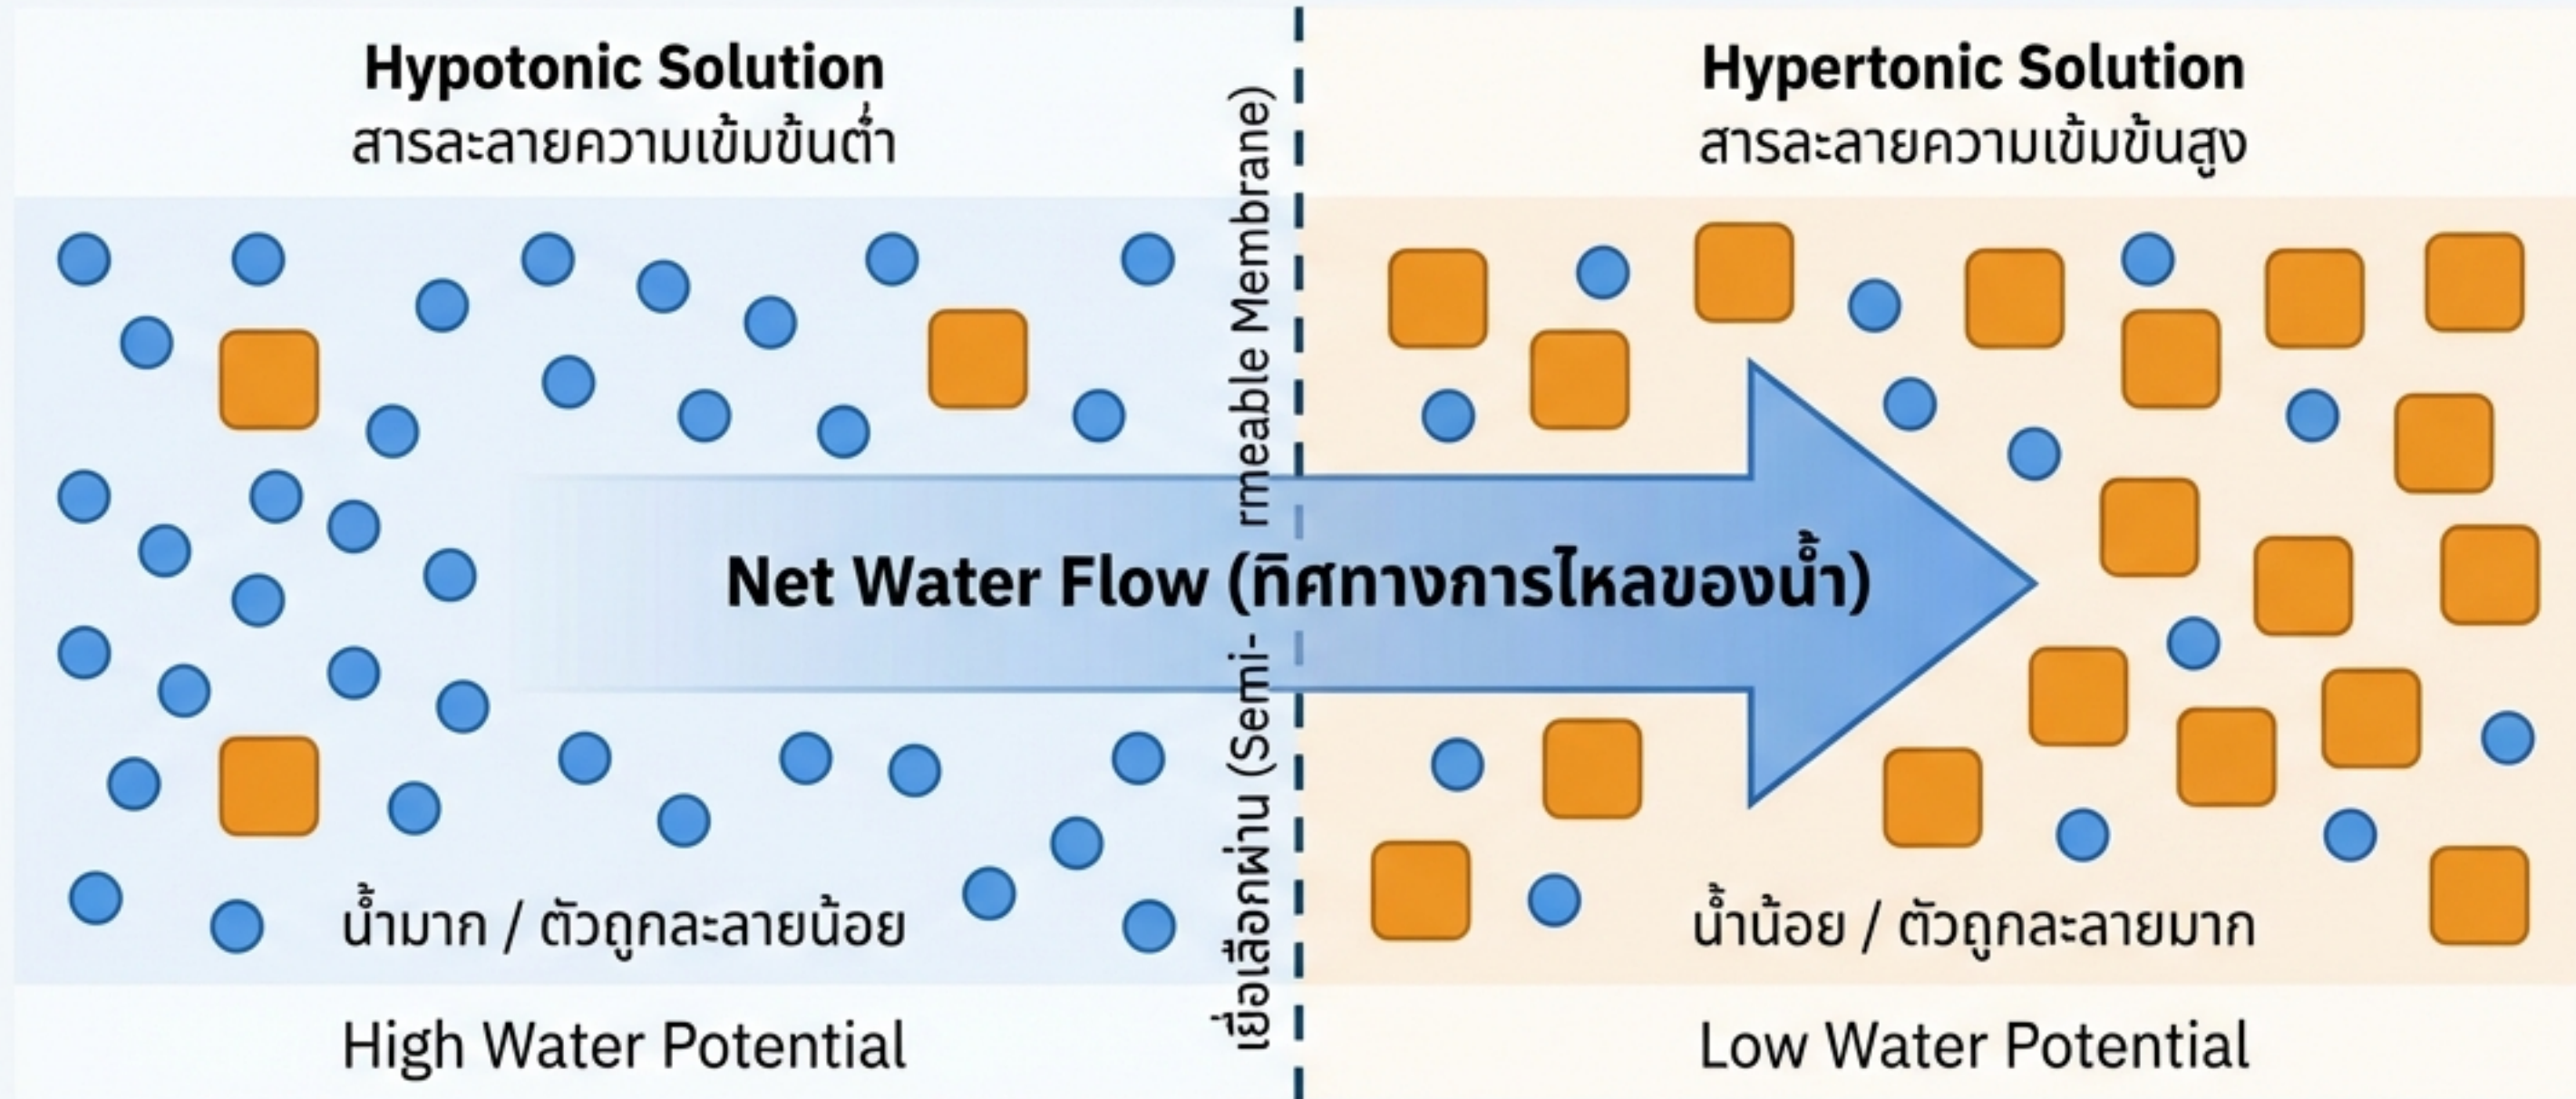 Hypotonic Solution
สารละลายความเข้มข้นต่ำ
Hypertonic Solution
สารละลายความเข้มข้นสูง
เยื่อเลือกผ่าน (Semi- rmeable Membrane)
Net Water Flow (ทิศทางการไหลของน้ำ)
น้ำมาก / ตัวถูกละลายน้อย
น้ำน้อย / ตัวถูกละลายมาก
High Water Potential
Low Water Potential